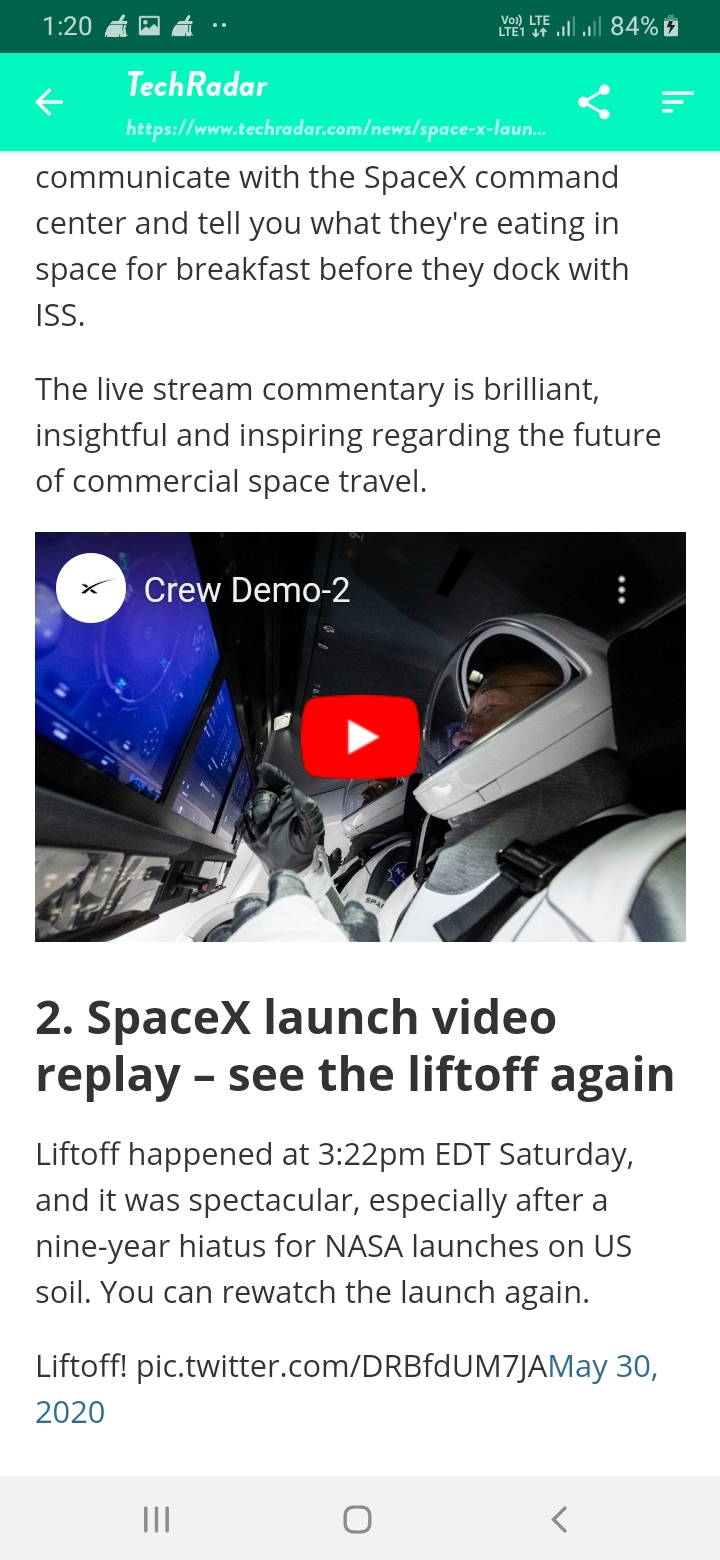 1:20
Vo)) LTE
LTE1
84%
TechRadar
https://www.techradar.com/news/space-x-laun...
communicate with the SpaceX command
center and tell you what they're eating in
space for breakfast before they dock with
ISS.
The live stream commentary is brilliant,
insightful and inspiring regarding the future
of commercial space travel.
Crew Demo-2
2. SpaceX launch video
replay – see the liftoff again
Liftoff happened at 3:22pm EDT Saturday,
and it was spectacular, especially after a
nine-year hiatus for NASA launches on US
soil. You can rewatch the launch again.
Liftoff! pic.twitter.com/DRBfdUM7JAMay 30,
2020